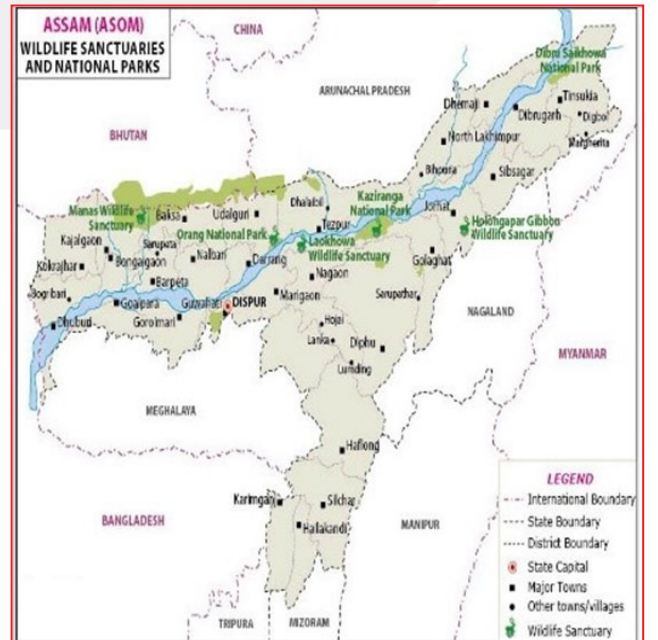 ASSAM (ASOM)
WILDLIFE SANCTUARIES
AND NATIONAL PARKS
CHINA
Dibru Saikhowa
National Park
ARUNACHAL PRADESH
Dhemaji
Tinsukia
Dibrugarh
Digboi
BHUTAN
North Lakhimpur
Margherita
Bihpuria
Sibsagar
Manas Wildlife
Sanctuary
Baksa
Udalguri
Dhalaibil
Kaziranga
National Park
Jorhat
Tezpur
Holongapar Gibbon
Wildlife Sanctuary
Kajalgaon
Sarupeta
Orang National Park
Laokhowa
Wildlife Sanctuary
Kokrajhar
Bongaigaon
Nalbari
Darrang
Golaghat
Nagaon
Barpeta
Bogribari
Goalpara
Guwahati
DISPUR
Marigaon
Sarupathar
NAGALAND
Dhubud
Goroimari
Hojai
Lanka
Diphu
MYANMAR
Lumding
MEGHALAYA
Haflong
LEGEND
International Boundary
Karimganj
Silchar
State Boundary
BANGLADESH
Hailakandi
MANIPUR
District Boundary
State Capital
Major Towns
Other towns/villages
TRIPURA
MIZORAM
Wildlife Sanctuary